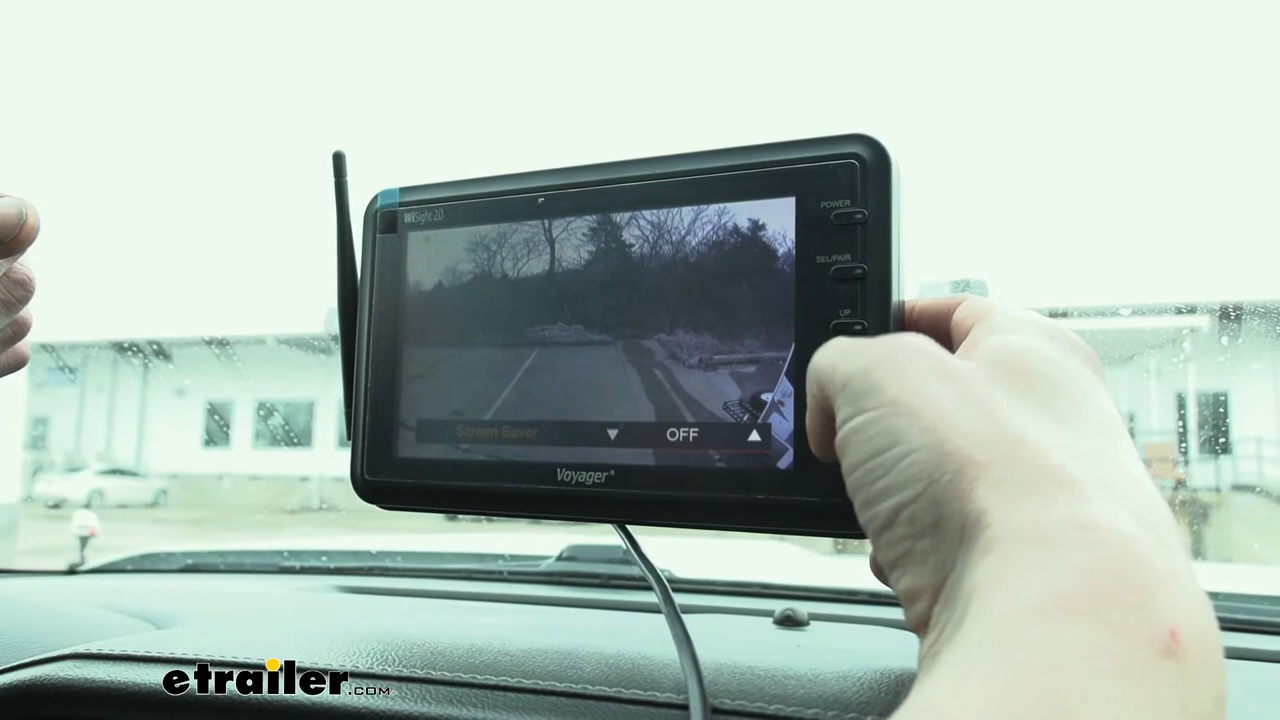 WiSight 2.0
POWER
SEL/PAIR
UP
Screen Saver ▼ OFF ▲
Voyager®
etrailer.com